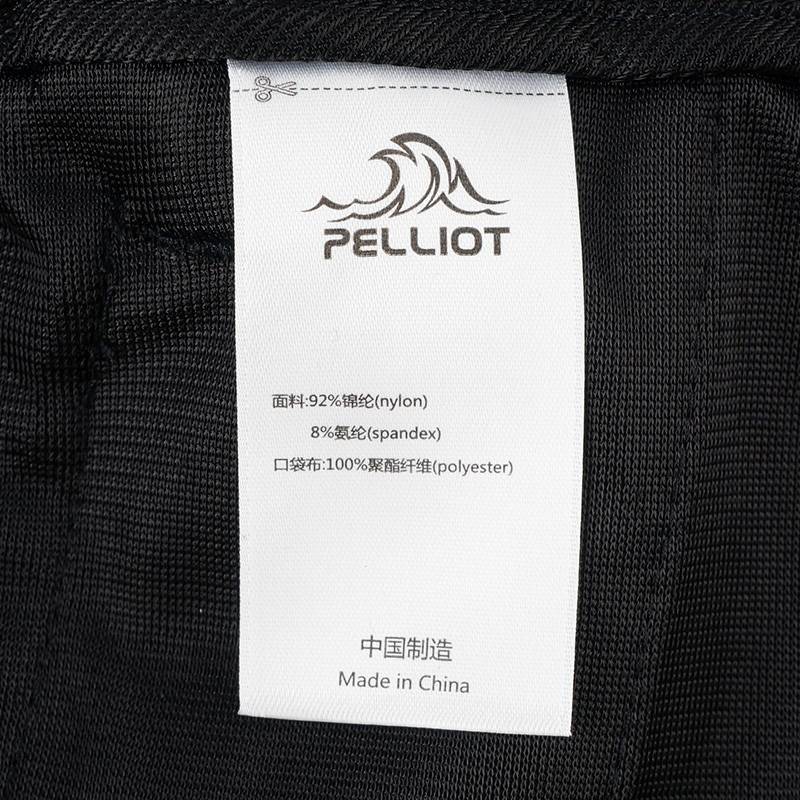 PELLIOT
面料:92%锦纶(nylon)
8%氨纶(spandex)
口袋布:100%聚酯纤维(polyester)
中国制造
Made in China